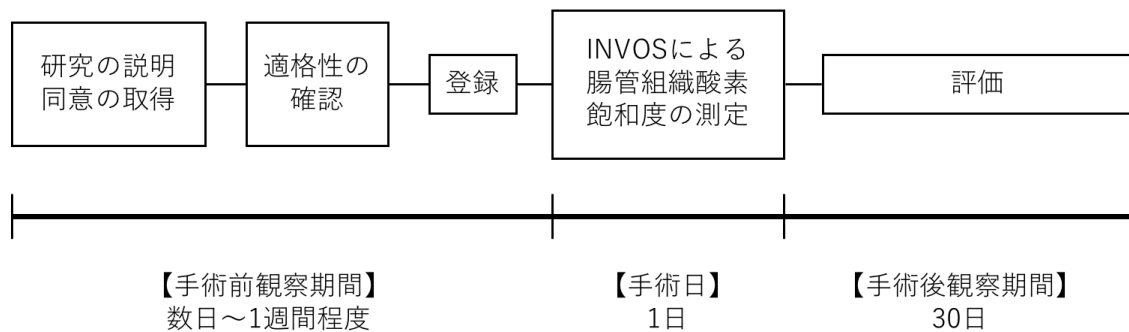 研究の説明
同意の取得
適格性の
確認
登録
INVOSによる
腸管組織酸素
飽和度の測定
評価
【手術前観察期間】
数日～1週間程度
【手術日】
1日
【手術後観察期間】
30日